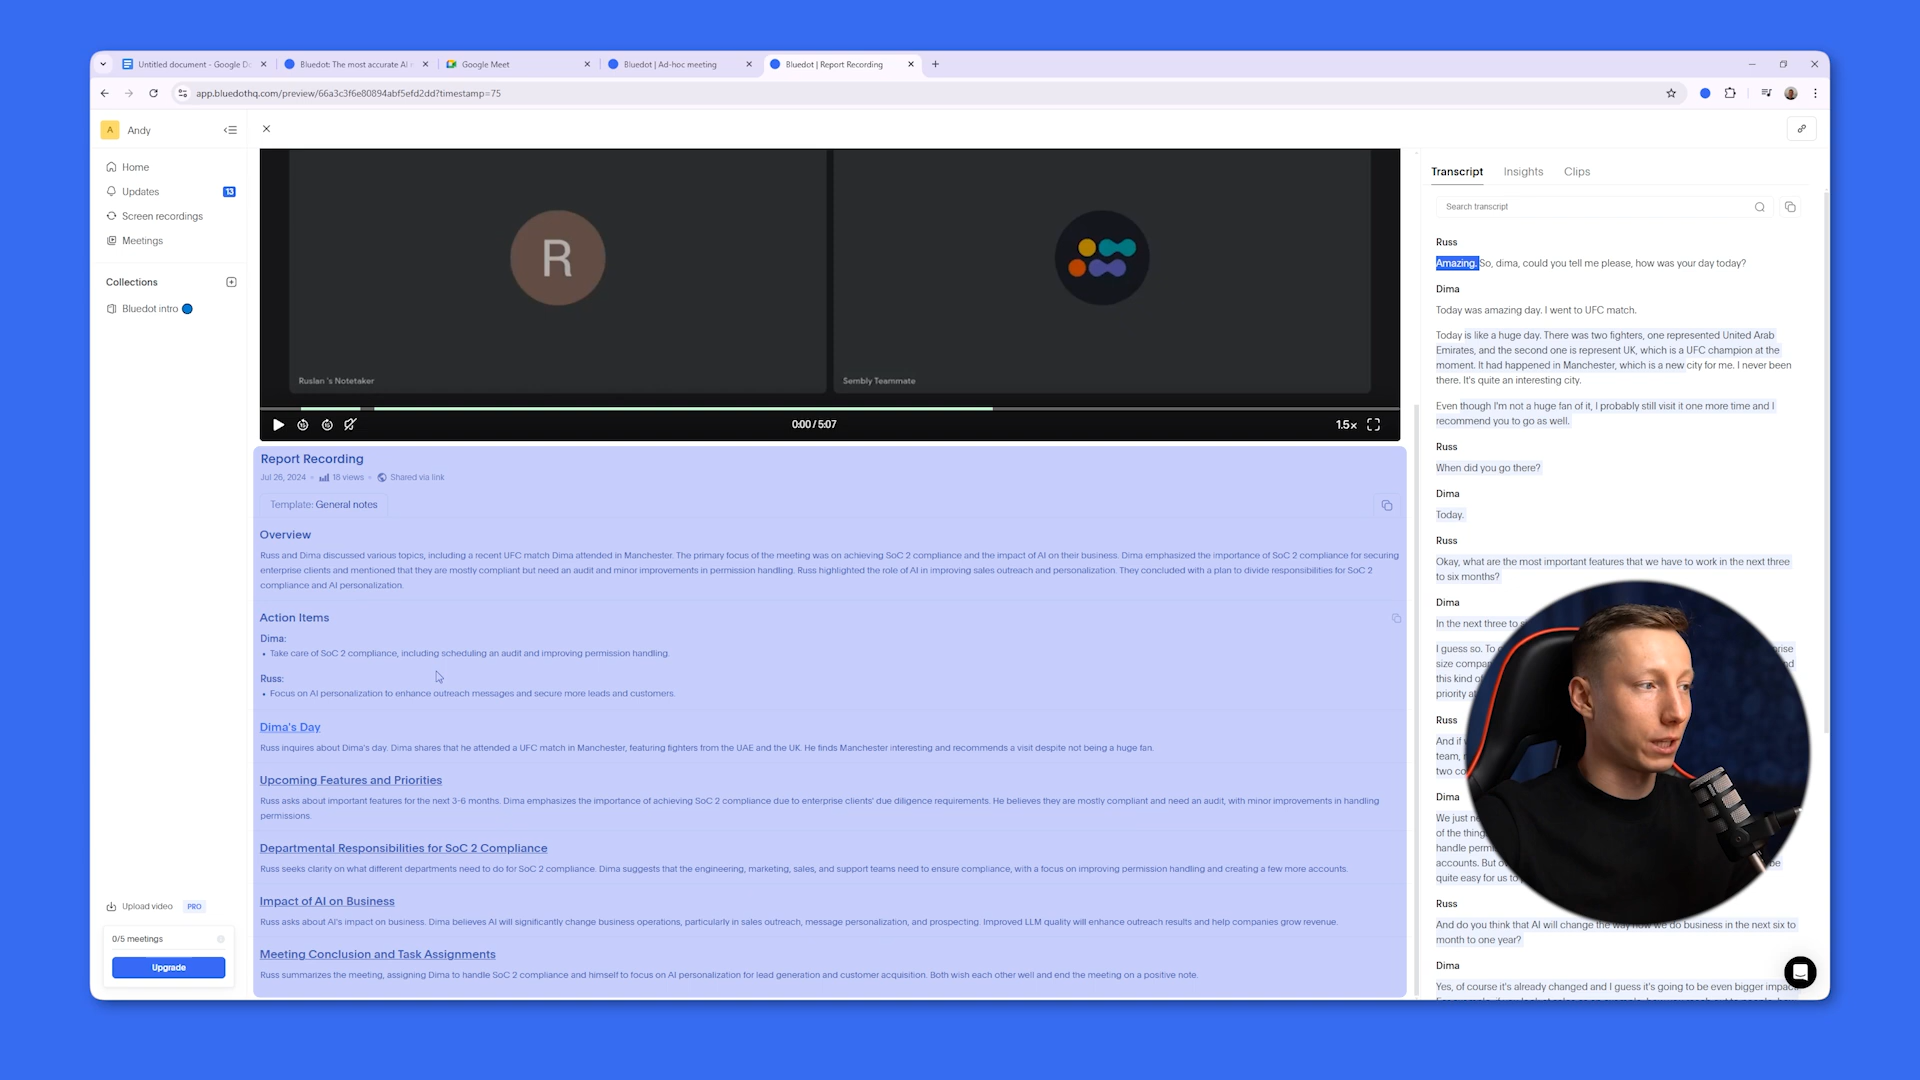 Untitled document - Google D
Bluedot: The most accurate AI
Google Meet
Bluedot | Ad-hoc meeting
Bluedot | Report Recording
app.bluedothq.com/preview/66a3c3f6e80894abf5efd2dd?timestamp=75
A
Andy
Home
Updates
13
Screen recordings
Meetings
Collections
Bluedot intro
Upload video
PRO
0/5 meetings
Upgrade
R
Ruslan 's Notetaker
Sembly Teammate
0:00 / 5:07
1.5×
Report Recording
Jul 26, 2024 • 18 views • Shared via link
Template: General notes
Overview
Russ and Dima discussed various topics, including a recent UFC match Dima attended in Manchester. The primary focus of the meeting was on achieving SoC 2 compliance and the impact of AI on their business. Dima emphasized the importance of SoC 2 compliance for securing
enterprise clients and mentioned that they are mostly compliant but need an audit and minor improvements in permission handling. Russ highlighted the role of AI in improving sales outreach and personalization. They concluded with a plan to divide responsibilities for SoC 2
compliance and AI personalization.
Action Items
Dima:
• Take care of SoC 2 compliance, including scheduling an audit and improving permission handling.
Russ:
• Focus on AI personalization to enhance outreach messages and secure more leads and customers.
Dima's Day
Russ inquires about Dima's day. Dima shares that he attended a UFC match in Manchester, featuring fighters from the UAE and the UK. He finds Manchester interesting and recommends a visit despite not being a huge fan.
Upcoming Features and Priorities
Russ asks about important features for the next 3-6 months. Dima emphasizes the importance of achieving SoC 2 compliance due to enterprise clients' due diligence requirements. He believes they are mostly compliant and need an audit, with minor improvements in handling
permissions.
Departmental Responsibilities for SoC 2 Compliance
Russ seeks clarity on what different departments need to do for SoC 2 compliance. Dima suggests that the engineering, marketing, sales, and support teams need to ensure compliance, with a focus on improving permission handling and creating a few more accounts.
Impact of AI on Business
Russ asks about AI's impact on business. Dima believes AI will significantly change business operations, particularly in sales outreach, message personalization, and prospecting. Improved LLM quality will enhance outreach results and help companies grow revenue.
Meeting Conclusion and Task Assignments
Russ summarizes the meeting, assigning Dima to handle SoC 2 compliance and himself to focus on AI personalization for lead generation and customer acquisition. Both wish each other well and end the meeting on a positive note.
Transcript
Insights
Clips
Search transcript
Russ
Amazing. So, dima, could you tell me please, how was your day today?
Dima
Today was amazing day. I went to UFC match.
Today is like a huge day. There was two fighters, one represented United Arab
Emirates, and the second one is represent UK, which is a UFC champion at the
moment. It had happened in Manchester, which is a new city for me. I never been
there. It's quite an interesting city.
Even though I'm not a huge fan of it, I probably still visit it one more time and I
recommend you to go as well.
Russ
When did you go there?
Dima
Today.
Russ
Okay, what are the most important features that we have to work in the next three
to six months?
Dima
In the next three to
I guess so. To
size compan
this kind o
priority a
Russ
And if
team,
two co
Dima
We just ne
of the thing
handle perm
accounts. But o
quite easy for us to
Russ
And do you think that AI will change the way how we do business in the next six to
month to one year?
Dima
Yes, of course it's already changed and I guess it's going to be even bigger impac